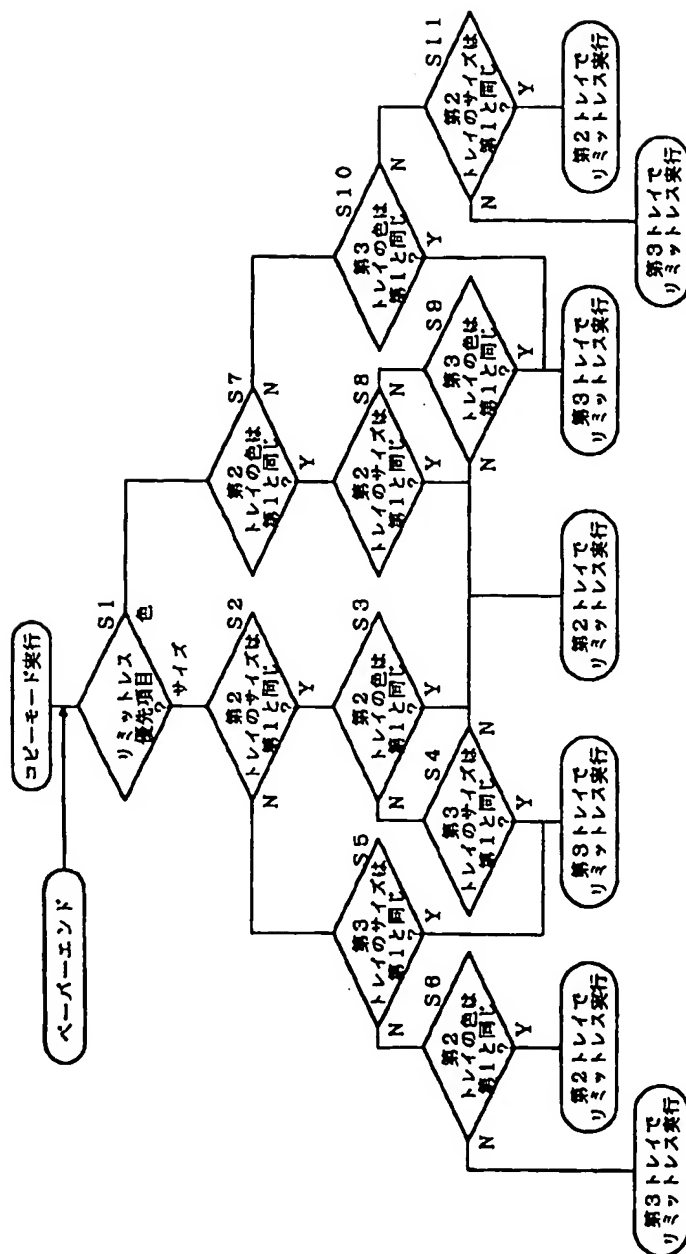 コピーモード実行
ペーパーエンド
S1
リミットレス
優先項目
?
色
サイズ
S2
第2
トレイのサイズは
第1と同じ
?
N
Y
S7
第2
トレイの色は
第1と同じ
?
N
Y
S5
第3
トレイのサイズは
第1と同じ
?
N
Y
S3
第2
トレイの色は
第1と同じ
?
N
Y
S8
第2
トレイのサイズは
第1と同じ
?
N
Y
S10
第3
トレイの色は
第1と同じ
?
N
Y
S6
第2
トレイの色は
第1と同じ
?
N
Y
S4
第3
トレイのサイズは
第1と同じ
?
N
Y
S9
第3
トレイの色は
第1と同じ
?
N
Y
S11
第2
トレイのサイズは
第1と同じ
?
N
Y
第3トレイで
リミットレス実行
第2トレイで
リミットレス実行
第3トレイで
リミットレス実行
第2トレイで
リミットレス実行
第3トレイで
リミットレス実行
第3トレイで
リミットレス実行
第2トレイで
リミットレス実行